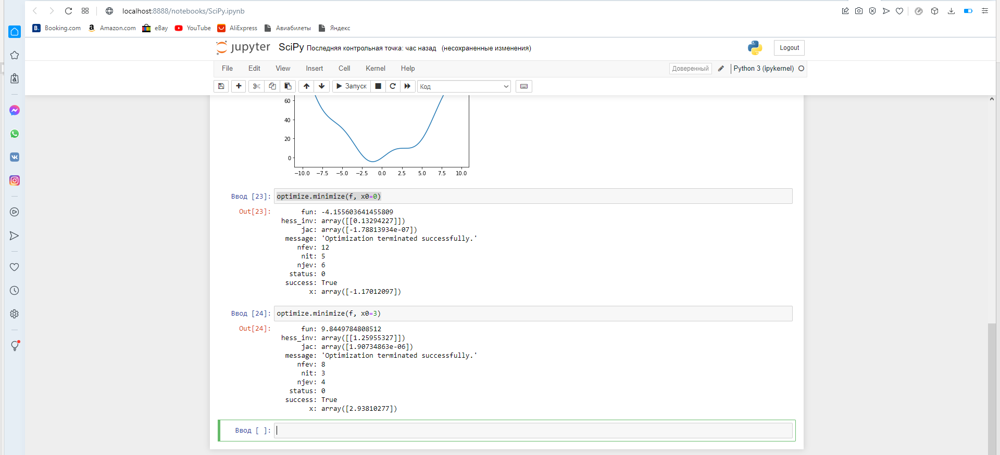 localhost:8888/notebooks/SciPy.ipynb
Booking.com Amazon.com eBay YouTube AliExpress Авиабилеты Яндекс
jupyter SciPy Последняя контрольная точка: час назад (несохраненные изменения) Logout
File Edit View Insert Cell Kernel Help Доверенный Python 3 (ipykernel)
Запуск Код
60
40
20
0
−10.0 −7.5 −5.0 −2.5 0.0 2.5 5.0 7.5 10.0
Ввод [23]: optimize.minimize(f, x0=0)
Out[23]: fun: -4.155603641455809
hess_inv: array([[0.13294227]])
jac: array([-1.78813934e-07])
message: 'Optimization terminated successfully.'
nfev: 12
nit: 5
njev: 6
status: 0
success: True
x: array([-1.17012097])
Ввод [24]: optimize.minimize(f, x0=3)
Out[24]: fun: 9.8449784808512
hess_inv: array([[1.25955327]])
jac: array([1.90734863e-06])
message: 'Optimization terminated successfully.'
nfev: 8
nit: 3
njev: 4
status: 0
success: True
x: array([2.93810277])
Ввод [ ]: